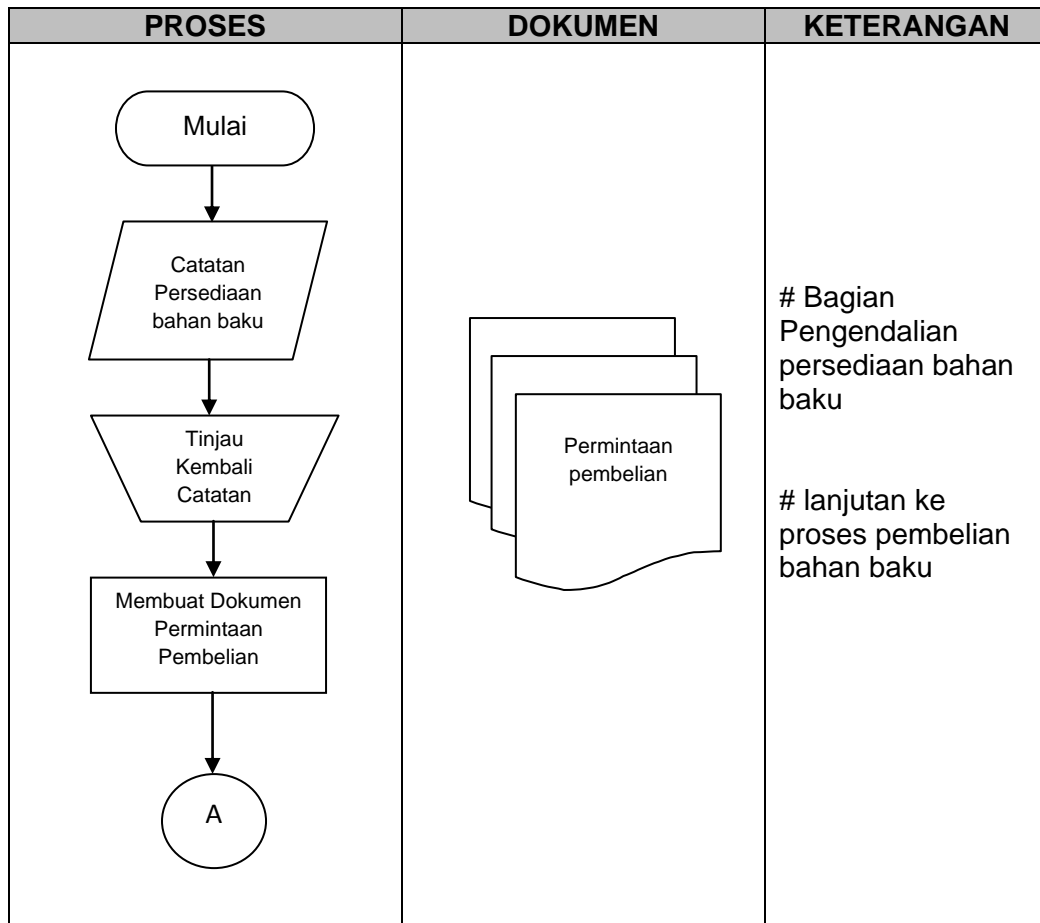 PROSES
DOKUMEN
KETERANGAN
Mulai
Catatan
Persediaan
bahan baku
Tinjau
Kembali
Catatan
Membuat Dokumen
Permintaan
Pembelian
A
Permintaan
pembelian
# Bagian
Pengendalian
persediaan bahan
baku
# lanjutan ke
proses pembelian
bahan baku